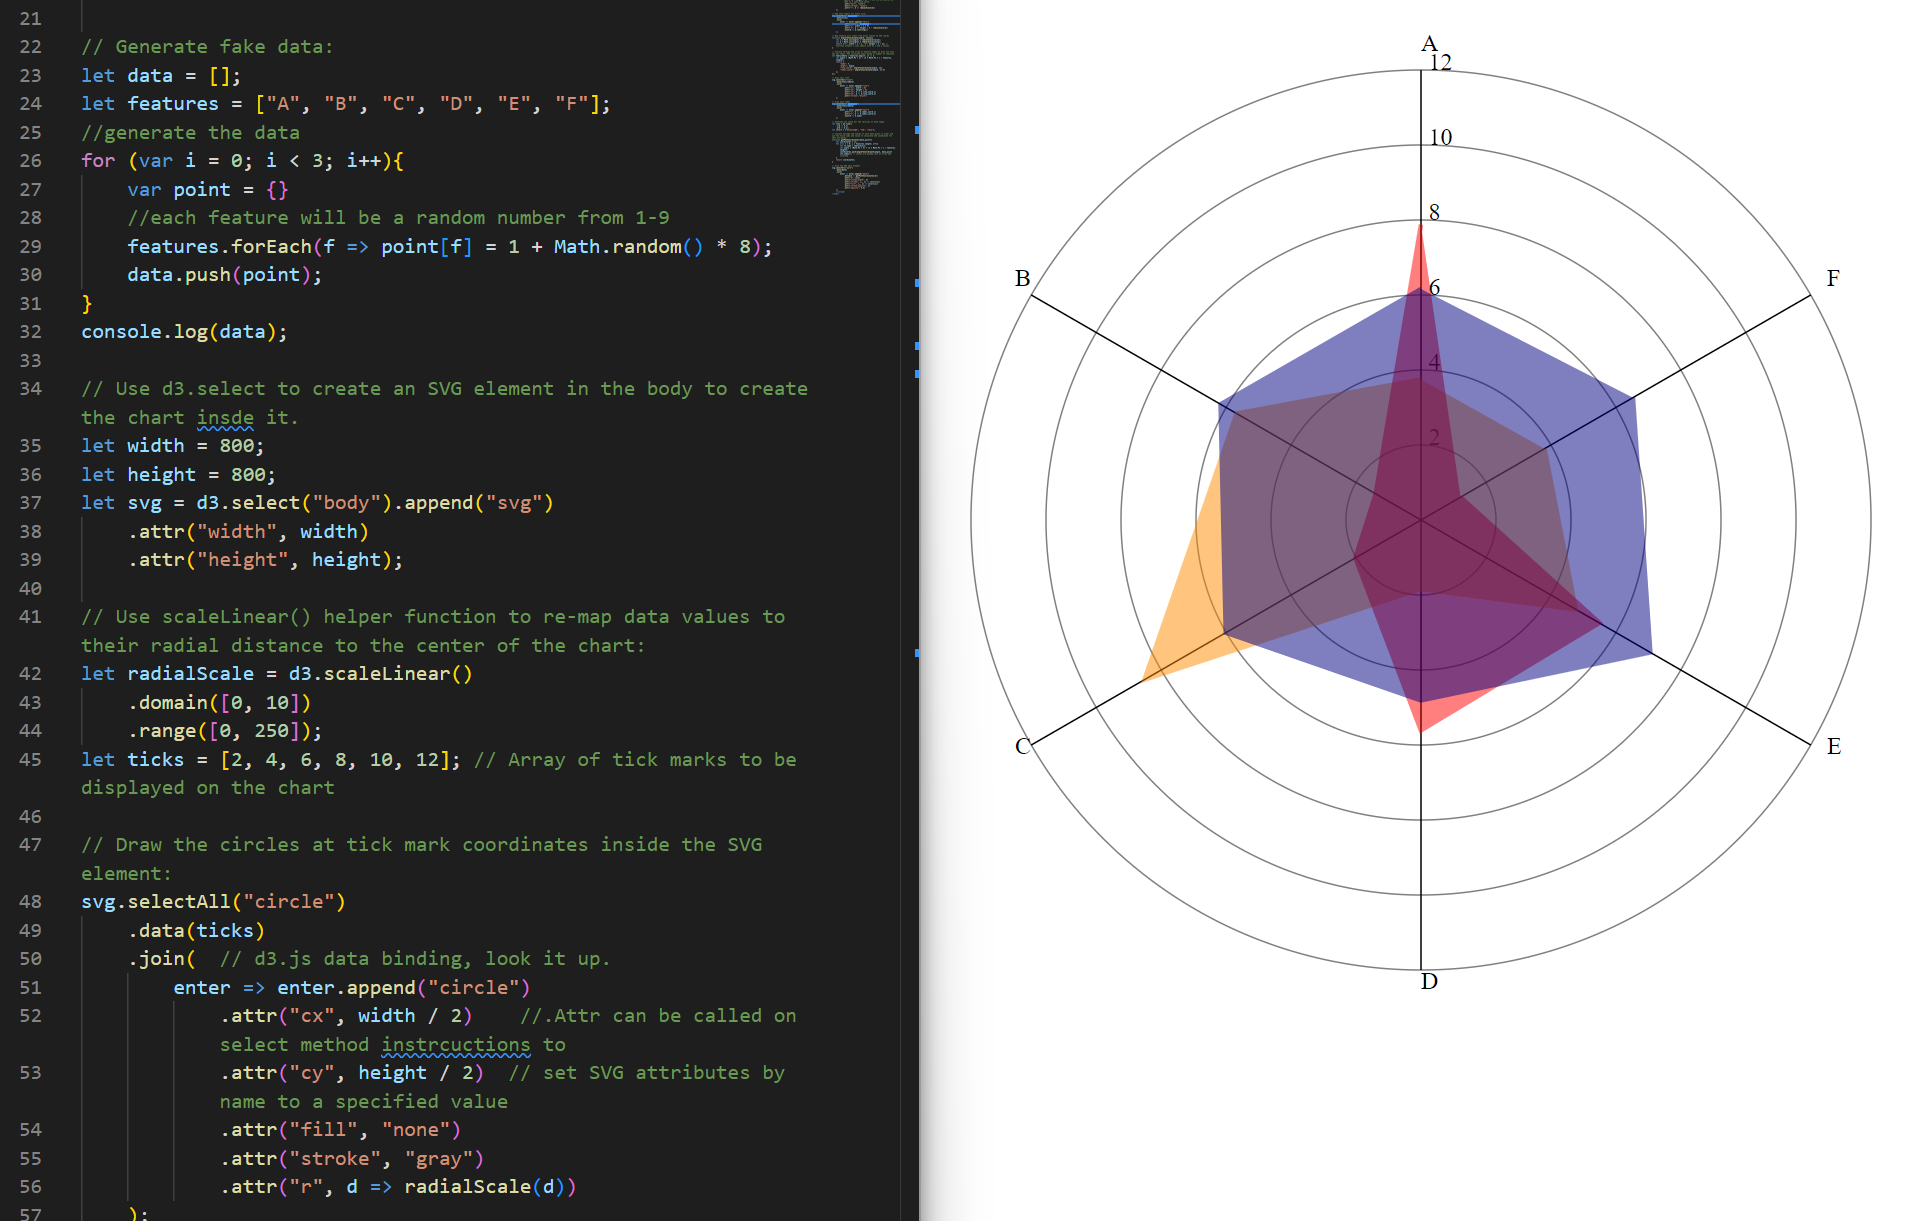 21
22 // Generate fake data:
23 let data = [];
24 let features = ["A", "B", "C", "D", "E", "F"];
25 //generate the data
26 for (var i = 0; i < 3; i++){
27 var point = {}
28 //each feature will be a random number from 1-9
29 features.forEach(f => point[f] = 1 + Math.random() * 8);
30 data.push(point);
31 }
32 console.log(data);
33
34 // Use d3.select to create an SVG element in the body to create
the chart insde it.
35 let width = 800;
36 let height = 800;
37 let svg = d3.select("body").append("svg")
38 .attr("width", width)
39 .attr("height", height);
40
41 // Use scaleLinear() helper function to re-map data values to
their radial distance to the center of the chart:
42 let radialScale = d3.scaleLinear()
43 .domain([0, 10])
44 .range([0, 250]);
45 let ticks = [2, 4, 6, 8, 10, 12]; // Array of tick marks to be
displayed on the chart
46
47 // Draw the circles at tick mark coordinates inside the SVG
element:
48 svg.selectAll("circle")
49 .data(ticks)
50 .join( // d3.js data binding, look it up.
51 enter => enter.append("circle")
52 .attr("cx", width / 2) //.Attr can be called on
select method instrcuctions to
53 .attr("cy", height / 2) // set SVG attributes by
name to a specified value
54 .attr("fill", "none")
55 .attr("stroke", "gray")
56 .attr("r", d => radialScale(d))
57 );
A
12
10
8
6
4
2
B
F
C
E
D